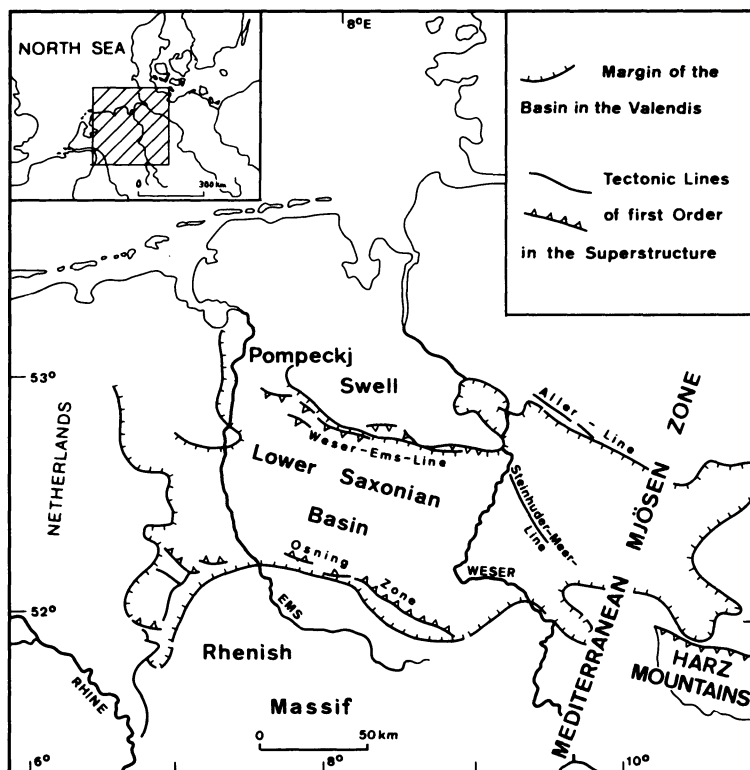 NORTH SEA
0 300 km
8°E
Margin of the
Basin in the Valendis
Tectonic Lines
of first Order
in the Superstructure
53°
Pompeckj
Swell
Aller - Line
Weser-Ems-Line
Lower Saxonian
Basin
Steinhuder-Meer-
Line
NETHERLANDS
MEDITERRANEAN MJÖSEN ZONE
Osning Zone
WESER
52°
EMS
Rhenish
Massif
RHINE
HARZ
MOUNTAINS
0 50 km
6°
8°
10°